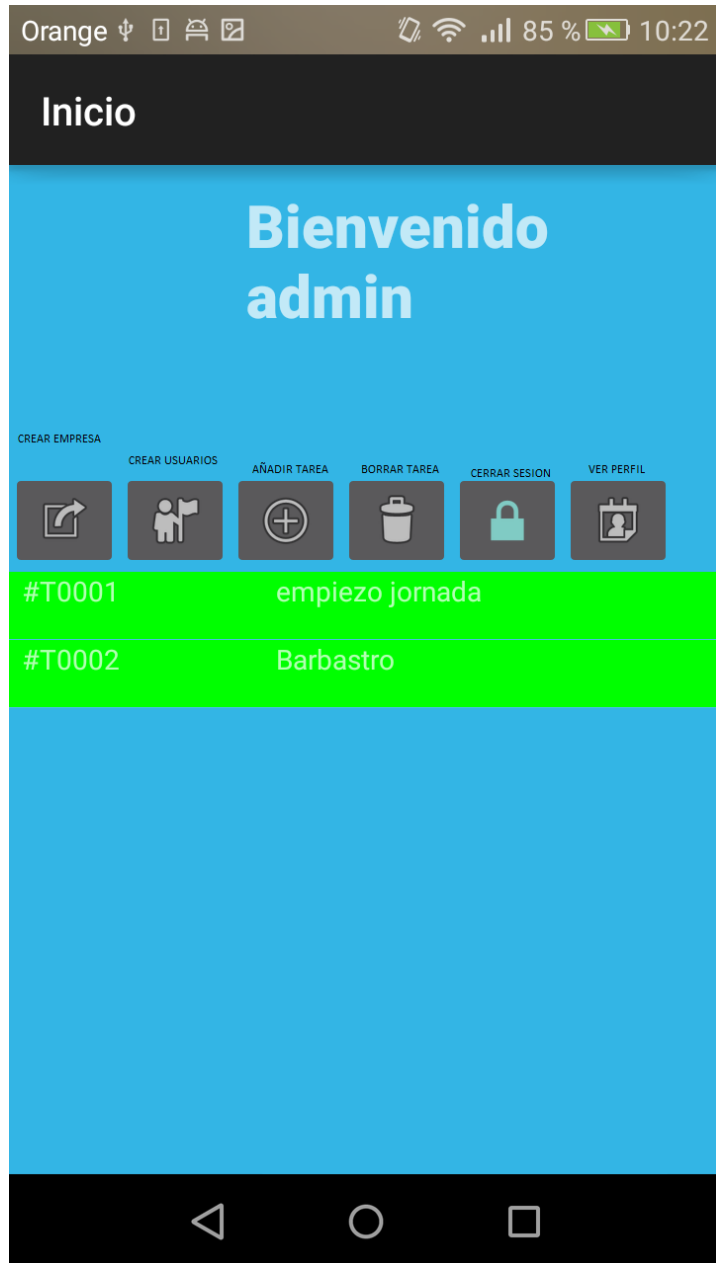 Orange 85 % 10:22
Inicio
Bienvenido
admin
CREAR EMPRESA
CREAR USUARIOS
AÑADIR TAREA
BORRAR TAREA
CERRAR SESION
VER PERFIL
#T0001 empiezo jornada
#T0002 Barbastro